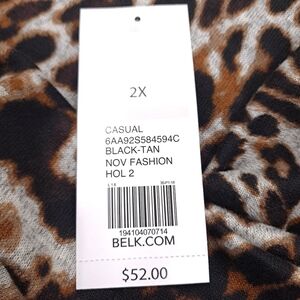 2X
CASUAL
6AA92S584594C
BLACK-TAN
NOV FASHION
HOL 2
194104070714
BELK.COM
$52.00